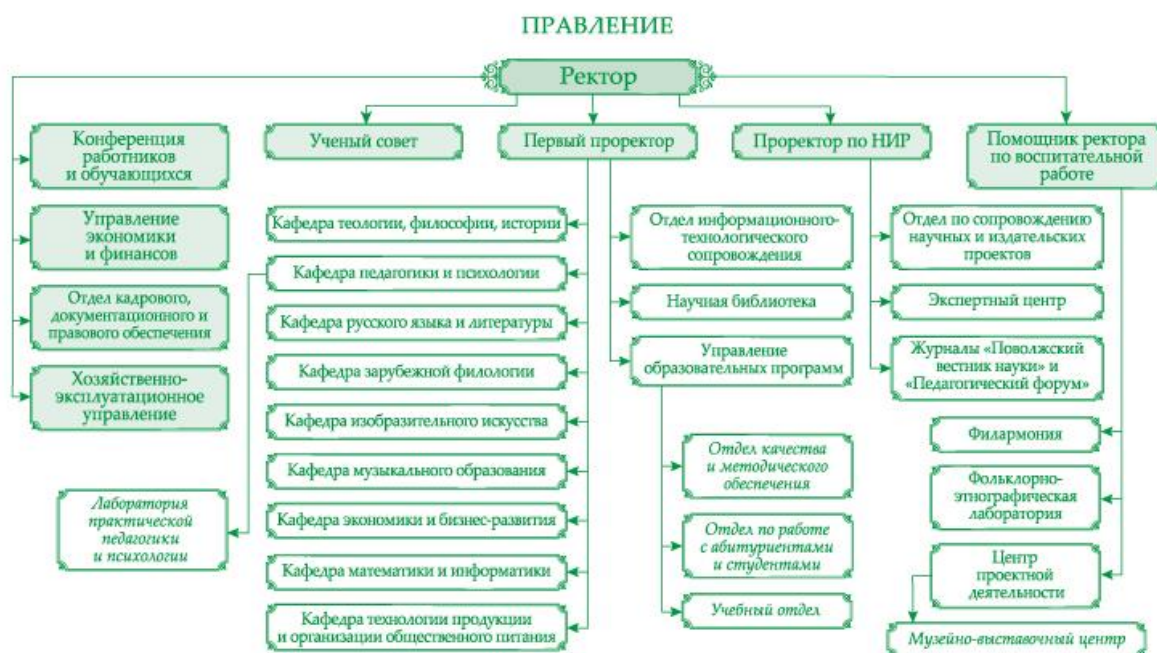 ПРАВЛЕНИЕ
Ректор
Конференция
работников
и обучающихся
Управление
экономики
и финансов
Отдел кадрового,
документационного и
правового обеспечения
Хозяйственно-
эксплуатационное
управление
Ученый совет
Первый проректор
Проректор по НИР
Помощник ректора
по воспитательной
работе
Кафедра теологии, философии, истории
Кафедра педагогики и психологии
Кафедра русского языка и литературы
Кафедра зарубежной филологии
Кафедра изобразительного искусства
Кафедра музыкального образования
Кафедра экономики и бизнес-развития
Кафедра математики и информатики
Кафедра технологии продукции
и организации общественного питания
Лаборатория
практической
педагогики
и психологии
Отдел информационного-
технологического
сопровождения
Научная библиотека
Управление
образовательных программ
Отдел качества
и методического
обеспечения
Отдел по работе
с абитуриентами
и студентами
Учебный отдел
Отдел по сопровождению
научных и издательских
проектов
Экспертный центр
Журналы «Поволжский
вестник науки» и
«Педагогический форум»
Филармония
Фольклорно-
этнографическая
лаборатория
Центр
проектной
деятельности
Музейно-выставочный центр